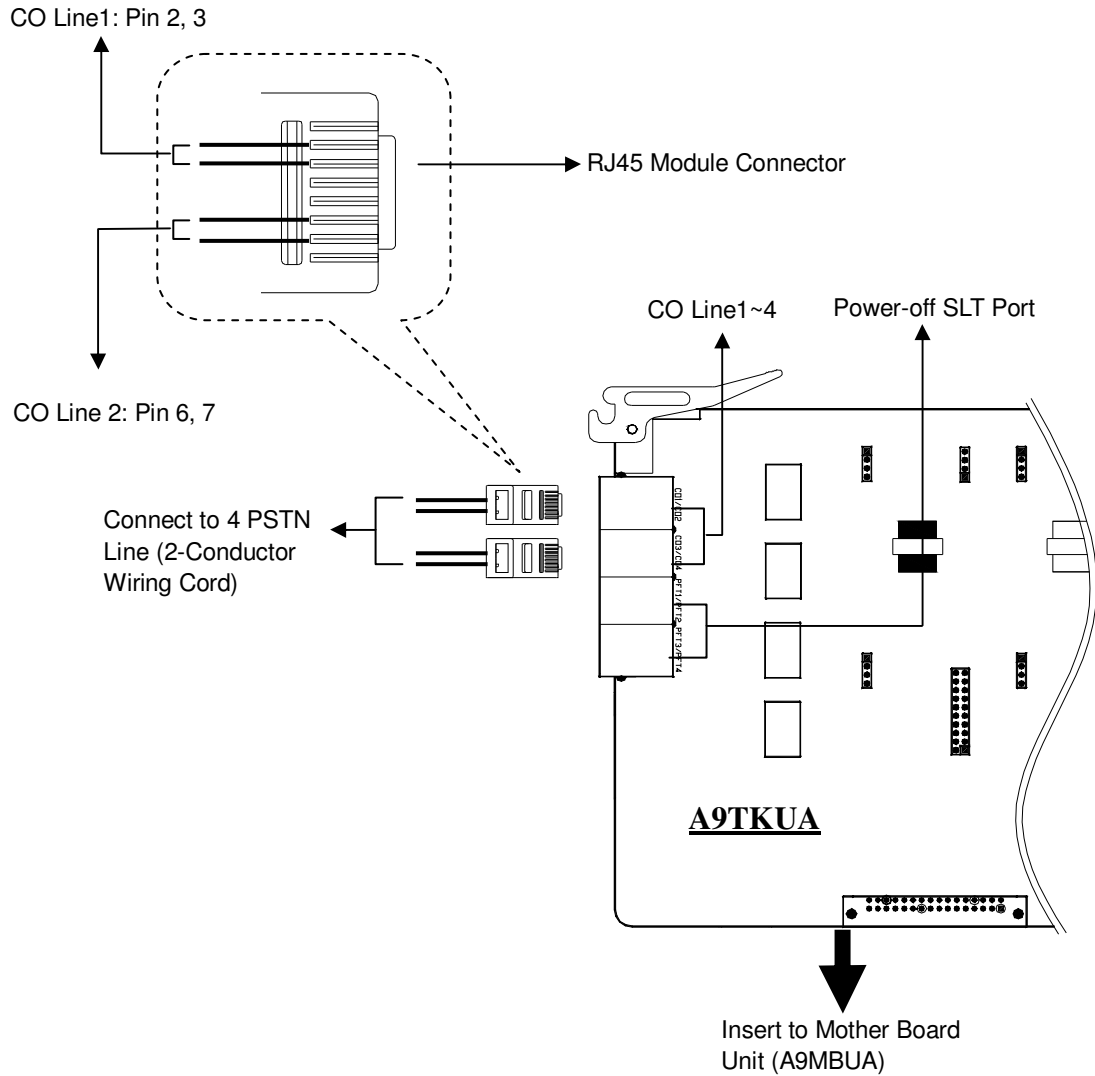 CO Line1: Pin 2, 3
RJ45 Module Connector
CO Line 2: Pin 6, 7
CO Line1~4
Power-off SLT Port
Connect to 4 PSTN
Line (2-Conductor
Wiring Cord)
CO1/CO2
CO3/CO4
PFT1/PFT2
PFT3/PFT4
A9TKUA
Insert to Mother Board
Unit (A9MBUA)